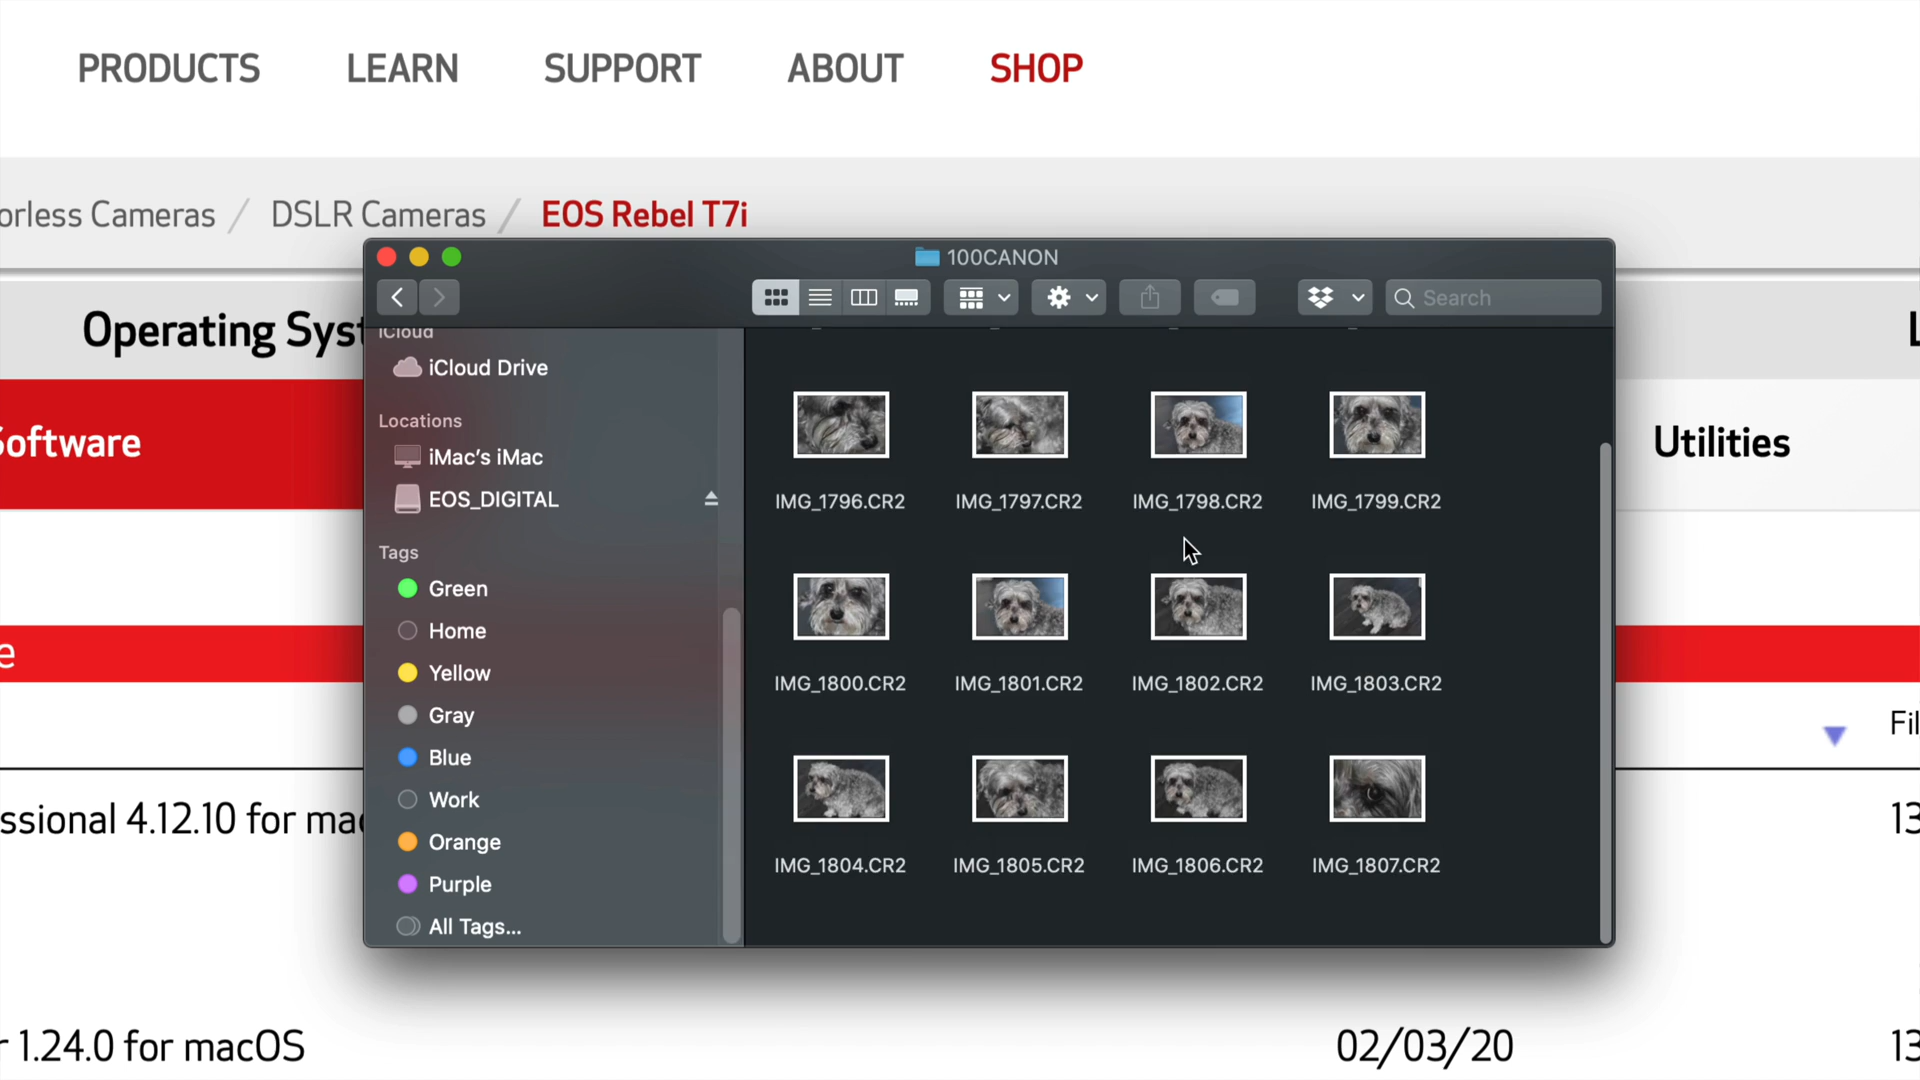 PRODUCTS LEARN SUPPORT ABOUT SHOP
orless Cameras / DSLR Cameras / EOS Rebel T7i
100CANON
Search
Operating Syst
iCloud
iCloud Drive
Software
Utilities
Locations
iMac's iMac
EOS_DIGITAL
IMG_1796.CR2 IMG_1797.CR2 IMG_1798.CR2 IMG_1799.CR2
Tags
Green
Home
Yellow
Gray
Blue
Work
Orange
Purple
All Tags...
IMG_1800.CR2 IMG_1801.CR2 IMG_1802.CR2 IMG_1803.CR2
IMG_1804.CR2 IMG_1805.CR2 IMG_1806.CR2 IMG_1807.CR2
e
Fil
ssional 4.12.10 for mac
13
r 1.24.0 for macOS
02/03/20
13